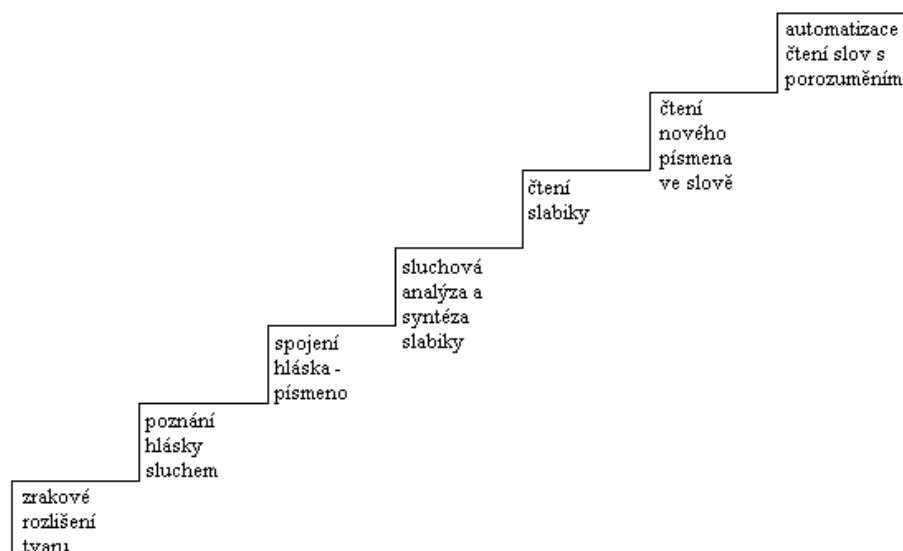 automatizace
čtení slov s
porozuměním
čtení
nového
písmena
ve slově
čtení
slabiky
sluchová
analýza a
syntéza
slabiky
spojení
hláska -
písmeno
poznání
hlásky
sluchem
zrakové
rozlišení
tvaru